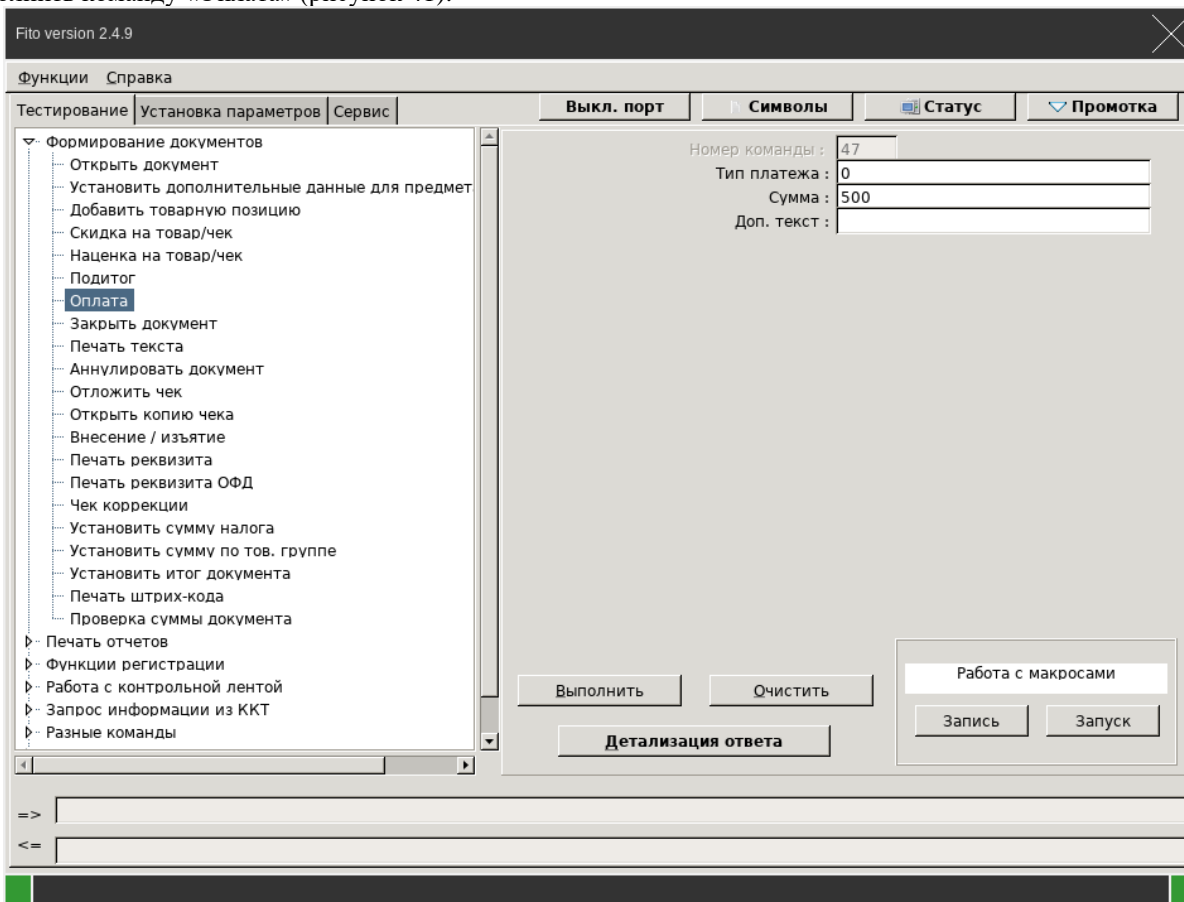 Fito version 2.4.9
Функции Справка
Тестирование Установка параметров Сервис
Выкл. порт Символы Статус Промотка
Формирование документов
Открыть документ
Установить дополнительные данные для предмет
Добавить товарную позицию
Скидка на товар/чек
Наценка на товар/чек
Подитог
Оплата
Закрыть документ
Печать текста
Аннулировать документ
Отложить чек
Открыть копию чека
Внесение / изъятие
Печать реквизита
Печать реквизита ОФД
Чек коррекции
Установить сумму налога
Установить сумму по тов. группе
Установить итог документа
Печать штрих-кода
Проверка суммы документа
Печать отчетов
Функции регистрации
Работа с контрольной лентой
Запрос информации из ККТ
Разные команды
Номер команды : 47
Тип платежа : 0
Сумма : 500
Доп. текст :
Выполнить Очистить
Детализация ответа
Работа с макросами
Запись Запуск
=>
<=